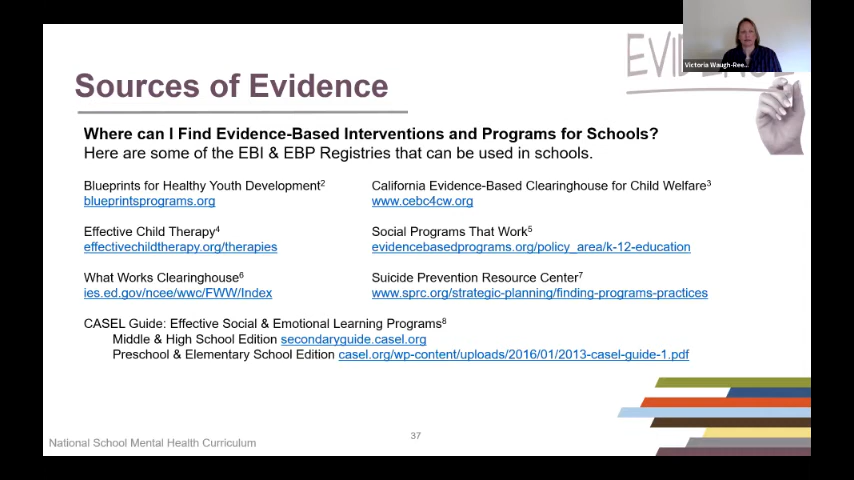 EVIDENCE
Victoria Waugh-Ree...
Sources of Evidence
Where can I Find Evidence-Based Interventions and Programs for Schools?
Here are some of the EBI & EBP Registries that can be used in schools.
Blueprints for Healthy Youth Development²
blueprintsprograms.org
California Evidence-Based Clearinghouse for Child Welfare³
www.cebc4cw.org
Effective Child Therapy⁴
effectivechildtherapy.org/therapies
Social Programs That Work⁵
evidencebasedprograms.org/policy_area/k-12-education
What Works Clearinghouse⁶
ies.ed.gov/ncee/wwc/FWW/Index
Suicide Prevention Resource Center⁷
www.sprc.org/strategic-planning/finding-programs-practices
CASEL Guide: Effective Social & Emotional Learning Programs⁸
Middle & High School Edition secondaryguide.casel.org
Preschool & Elementary School Edition casel.org/wp-content/uploads/2016/01/2013-casel-guide-1.pdf
National School Mental Health Curriculum
37